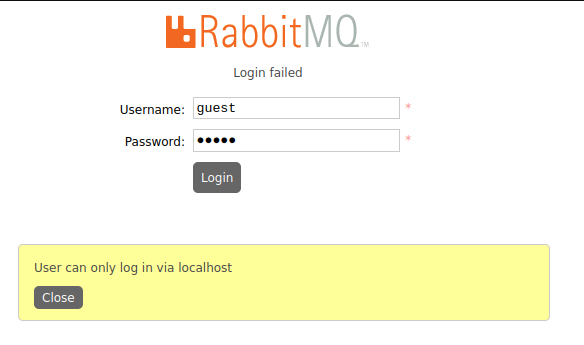 RabbitMQ™
Login failed
Username: guest *
Password: ●●●●● *
Login
User can only log in via localhost
Close